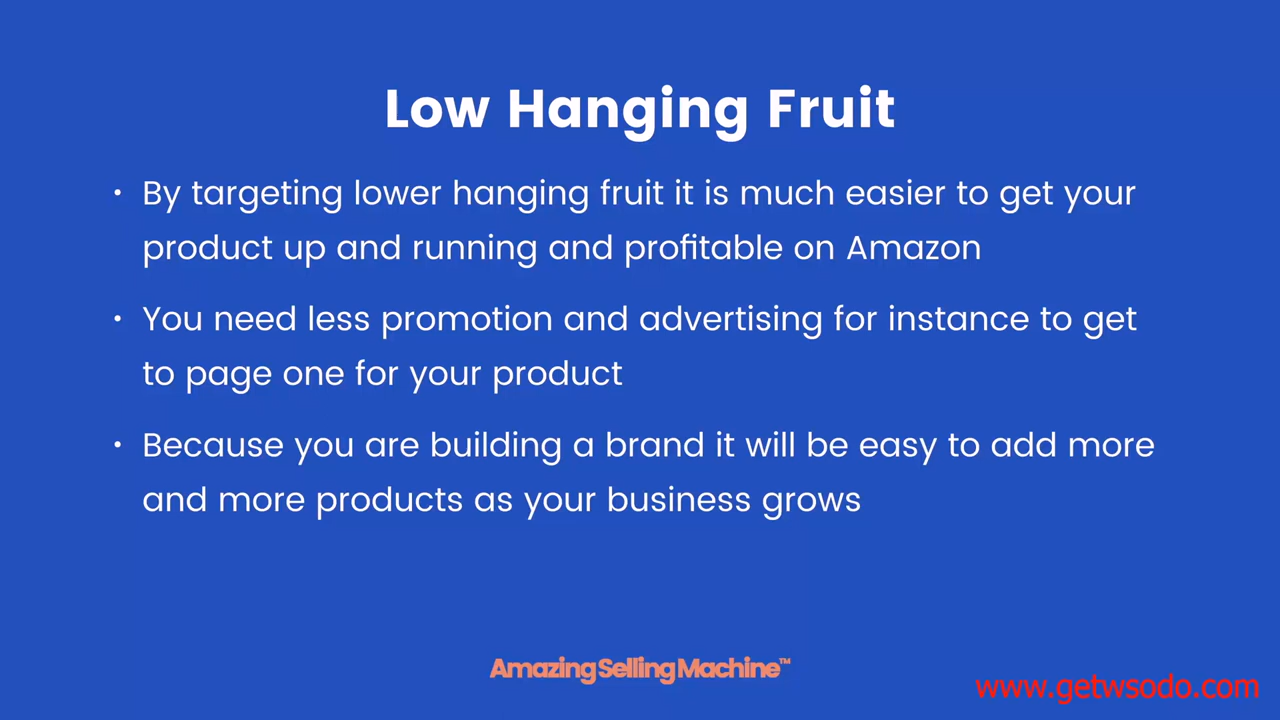 Low Hanging Fruit
• By targeting lower hanging fruit it is much easier to get your
product up and running and profitable on Amazon
• You need less promotion and advertising for instance to get
to page one for your product
• Because you are building a brand it will be easy to add more
and more products as your business grows
AmazingSellingMachine™
www.getwsodo.com